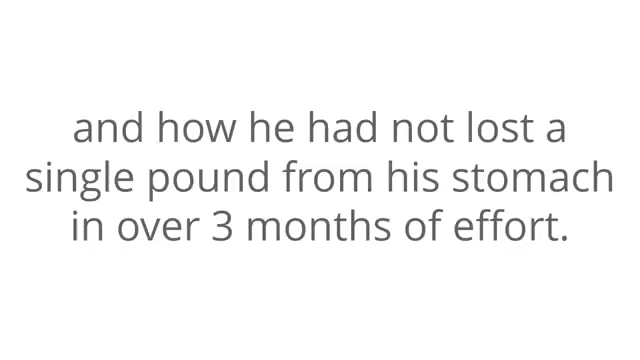 and how he had not lost a
single pound from his stomach
in over 3 months of effort.